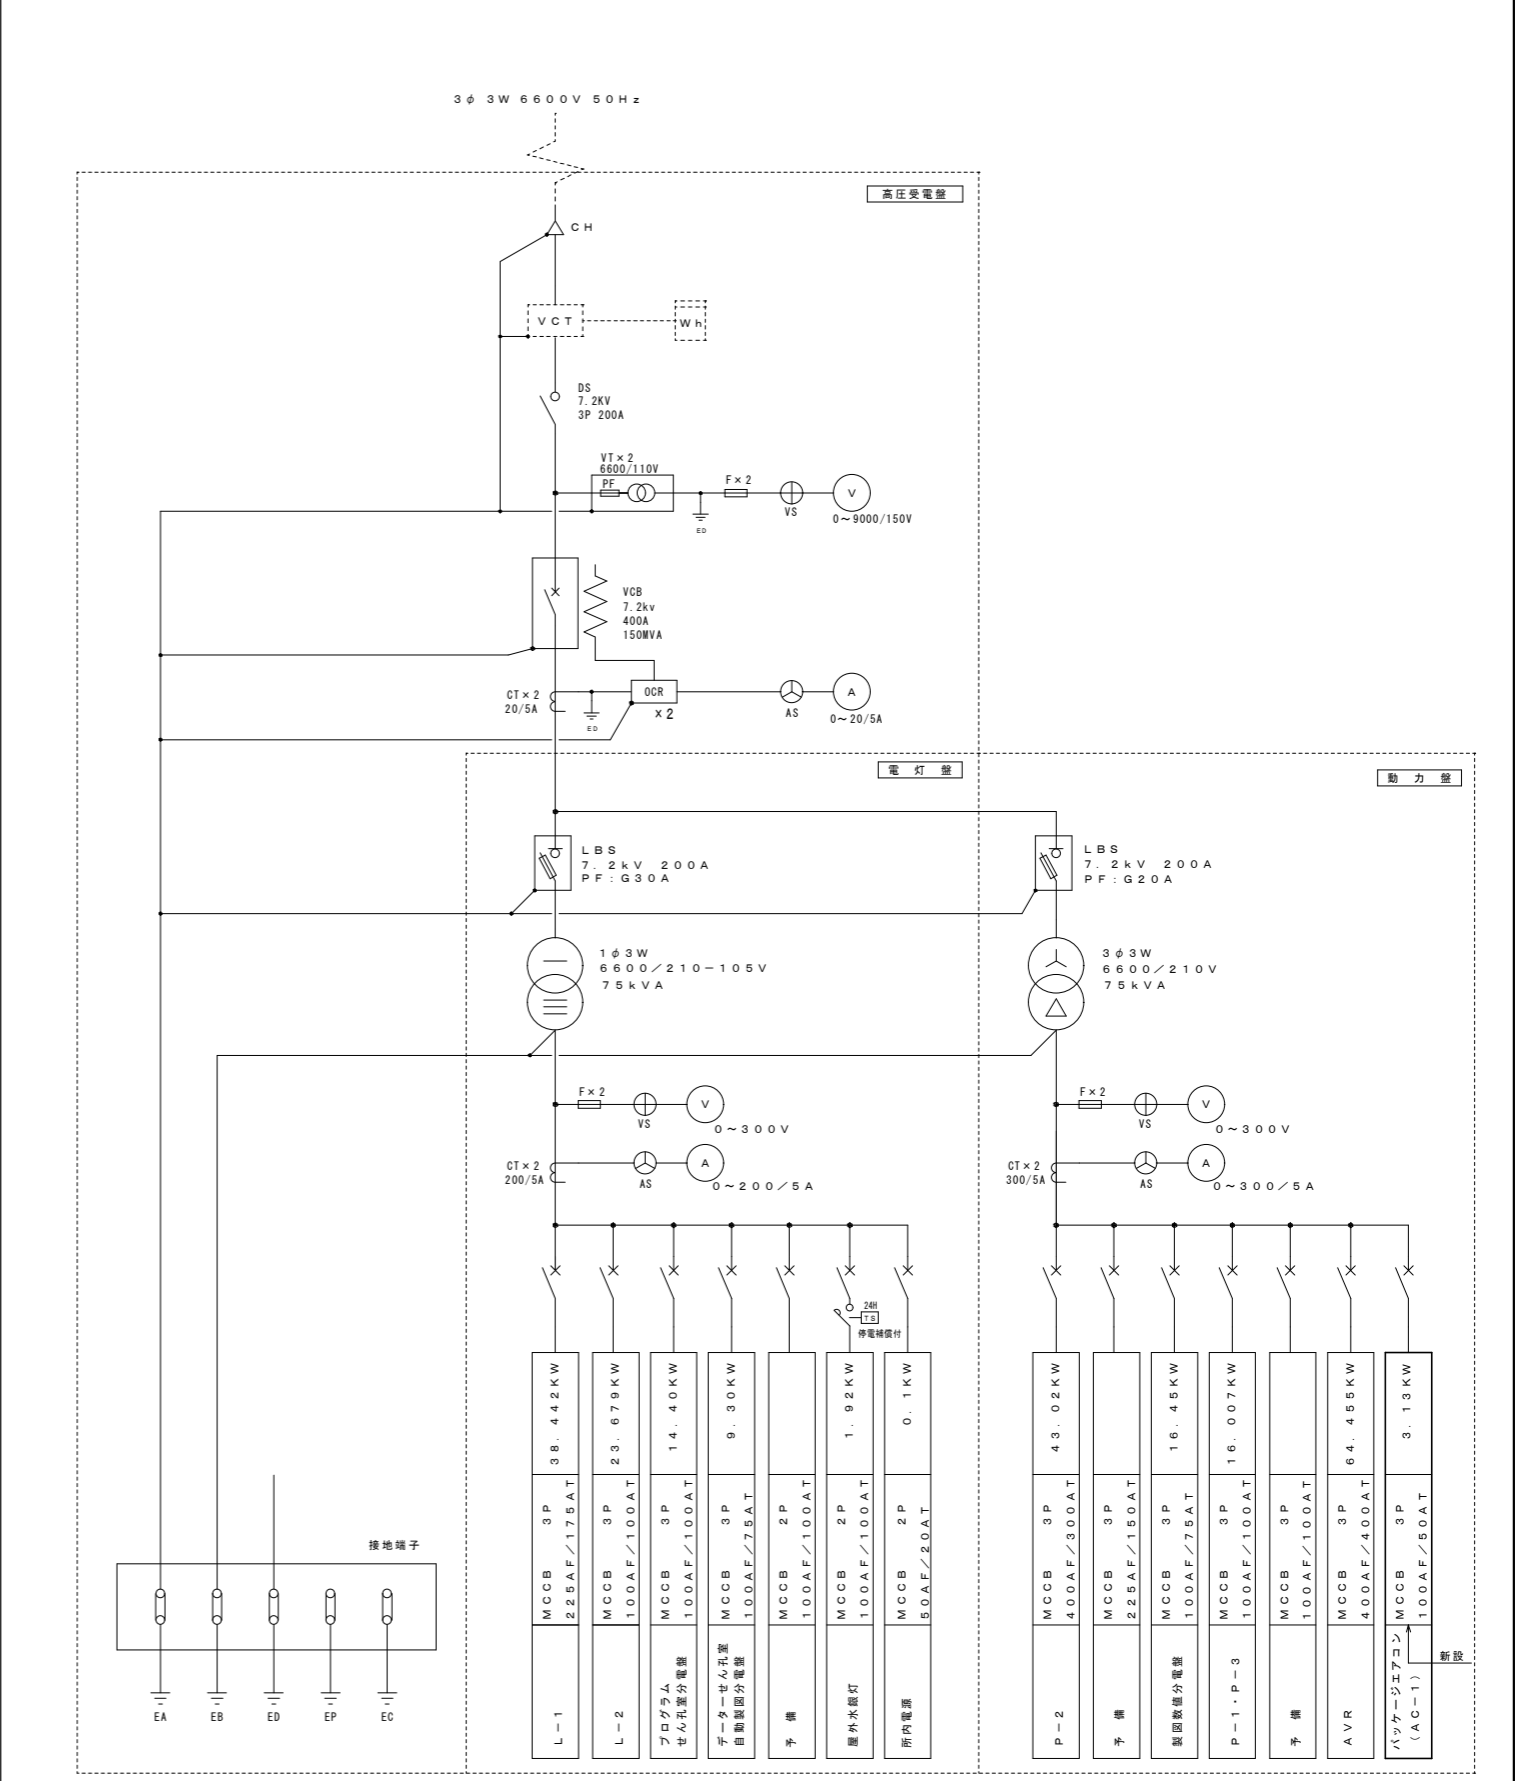 3φ 3W 6600V 50Hz
高圧受電盤
CH
VCT
Wh
DS
7.2KV
3P 200A
VT×2
6600/110V
PF
F×2
VS
V
0～9000/150V
ED
VCB
7.2kv
400A
150MVA
CT×2
20/5A
ED
OCR
×2
AS
A
0～20/5A
電灯盤
動力盤
LBS
7.2kV 200A
PF:G30A
LBS
7.2kV 200A
PF:G20A
1φ3W
6600/210-105V
75kVA
3φ3W
6600/210V
75kVA
F×2
VS
V
0～300V
CT×2
200/5A
AS
A
0～200/5A
F×2
VS
V
0～300V
CT×2
300/5A
AS
A
0～300/5A
24H
TS
停電補償付
38.442KW
MCCB 3P
225AF/175AT
L-1
23.679KW
MCCB 3P
100AF/100AT
L-2
14.40KW
MCCB 3P
100AF/100AT
プログラム
せん孔室分電盤
9.30KW
MCCB 3P
100AF/75AT
データーせん孔室
自動製図分電盤
MCCB 2P
100AF/100AT
予備
1.92KW
MCCB 2P
100AF/100AT
屋外水銀灯
0.1KW
MCCB 2P
50AF/20AT
所内電源
43.02KW
MCCB 3P
400AF/300AT
P-2
MCCB 3P
225AF/150AT
予備
16.45KW
MCCB 3P
100AF/75AT
製図数値分電盤
16.007KW
MCCB 3P
100AF/100AT
P-1・P-3
MCCB 3P
100AF/100AT
予備
64.455KW
MCCB 3P
400AF/400AT
AVR
3.13KW
MCCB 3P
100AF/50AT
パッケージエアコン
(AC-1)
新設
接地端子
EA
EB
ED
EP
EC